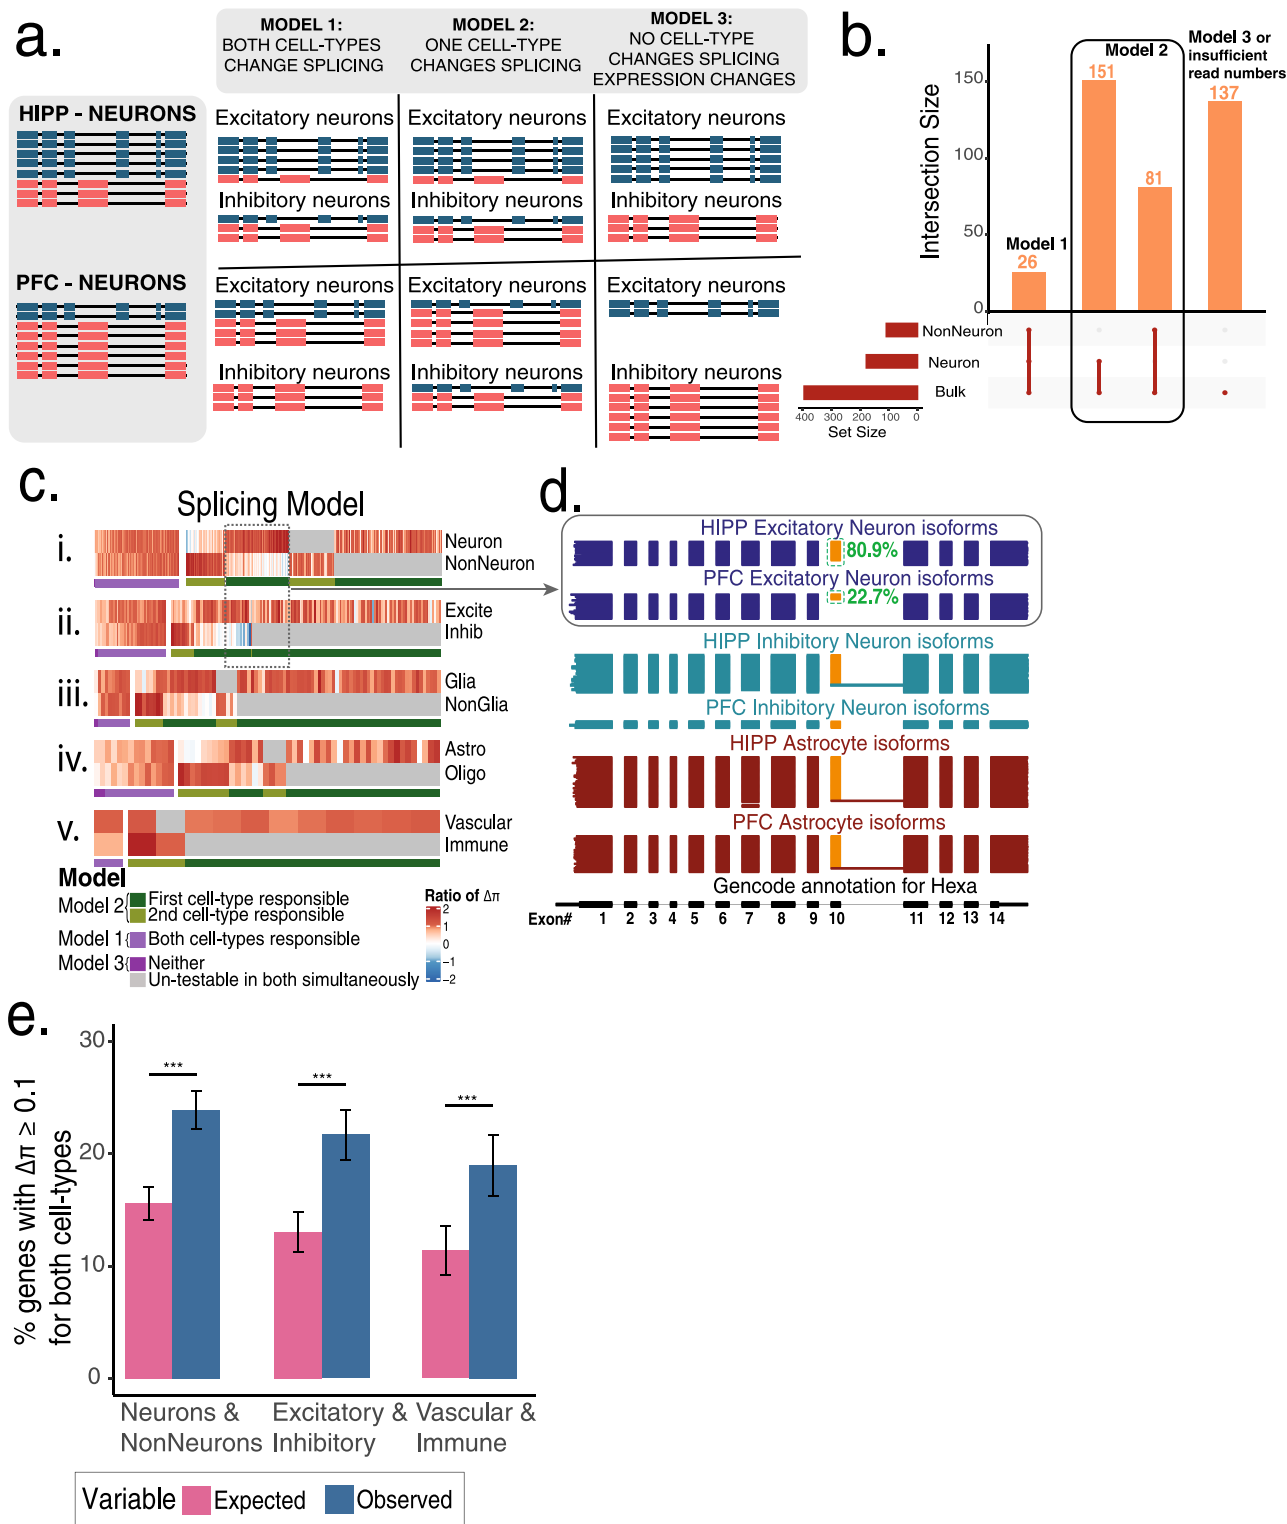 a.
MODEL 1:
BOTH CELL-TYPES
CHANGE SPLICING
MODEL 2:
ONE CELL-TYPE
CHANGES SPLICING
MODEL 3:
NO CELL-TYPE
CHANGES SPLICING
EXPRESSION CHANGES
HIPP - NEURONS
Excitatory neurons
Excitatory neurons
Excitatory neurons
Inhibitory neurons
Inhibitory neurons
Inhibitory neurons
PFC - NEURONS
Excitatory neurons
Excitatory neurons
Excitatory neurons
Inhibitory neurons
Inhibitory neurons
Inhibitory neurons
b.
Intersection Size
150
100
50
0
Model 1
26
Model 2
151
81
Model 3 or
insufficient
read numbers
137
NonNeuron
Neuron
Bulk
400
300
200
100
0
Set Size
c.
Splicing Model
i.
Neuron
NonNeuron
ii.
Excite
Inhib
iii.
Glia
NonGlia
iv.
Astro
Oligo
v.
Vascular
Immune
Model
Model 2{
First cell-type responsible
2nd cell-type responsible
Model 1{
Both cell-types responsible
Model 3{
Neither
Un-testable in both simultaneously
Ratio of Δπ
2
1
0
−1
−2
d.
HIPP Excitatory Neuron isoforms
80.9%
PFC Excitatory Neuron isoforms
22.7%
HIPP Inhibitory Neuron isoforms
PFC Inhibitory Neuron isoforms
HIPP Astrocyte isoforms
PFC Astrocyte isoforms
Gencode annotation for Hexa
Exon# 1 2 3 4 5 6 7 8 9 10 11 12 13 14
e.
% genes with Δπ ≥ 0.1
for both cell-types
30
20
10
0
***
***
***
Neurons &
NonNeurons
Excitatory &
Inhibitory
Vascular &
Immune
Variable Expected Observed